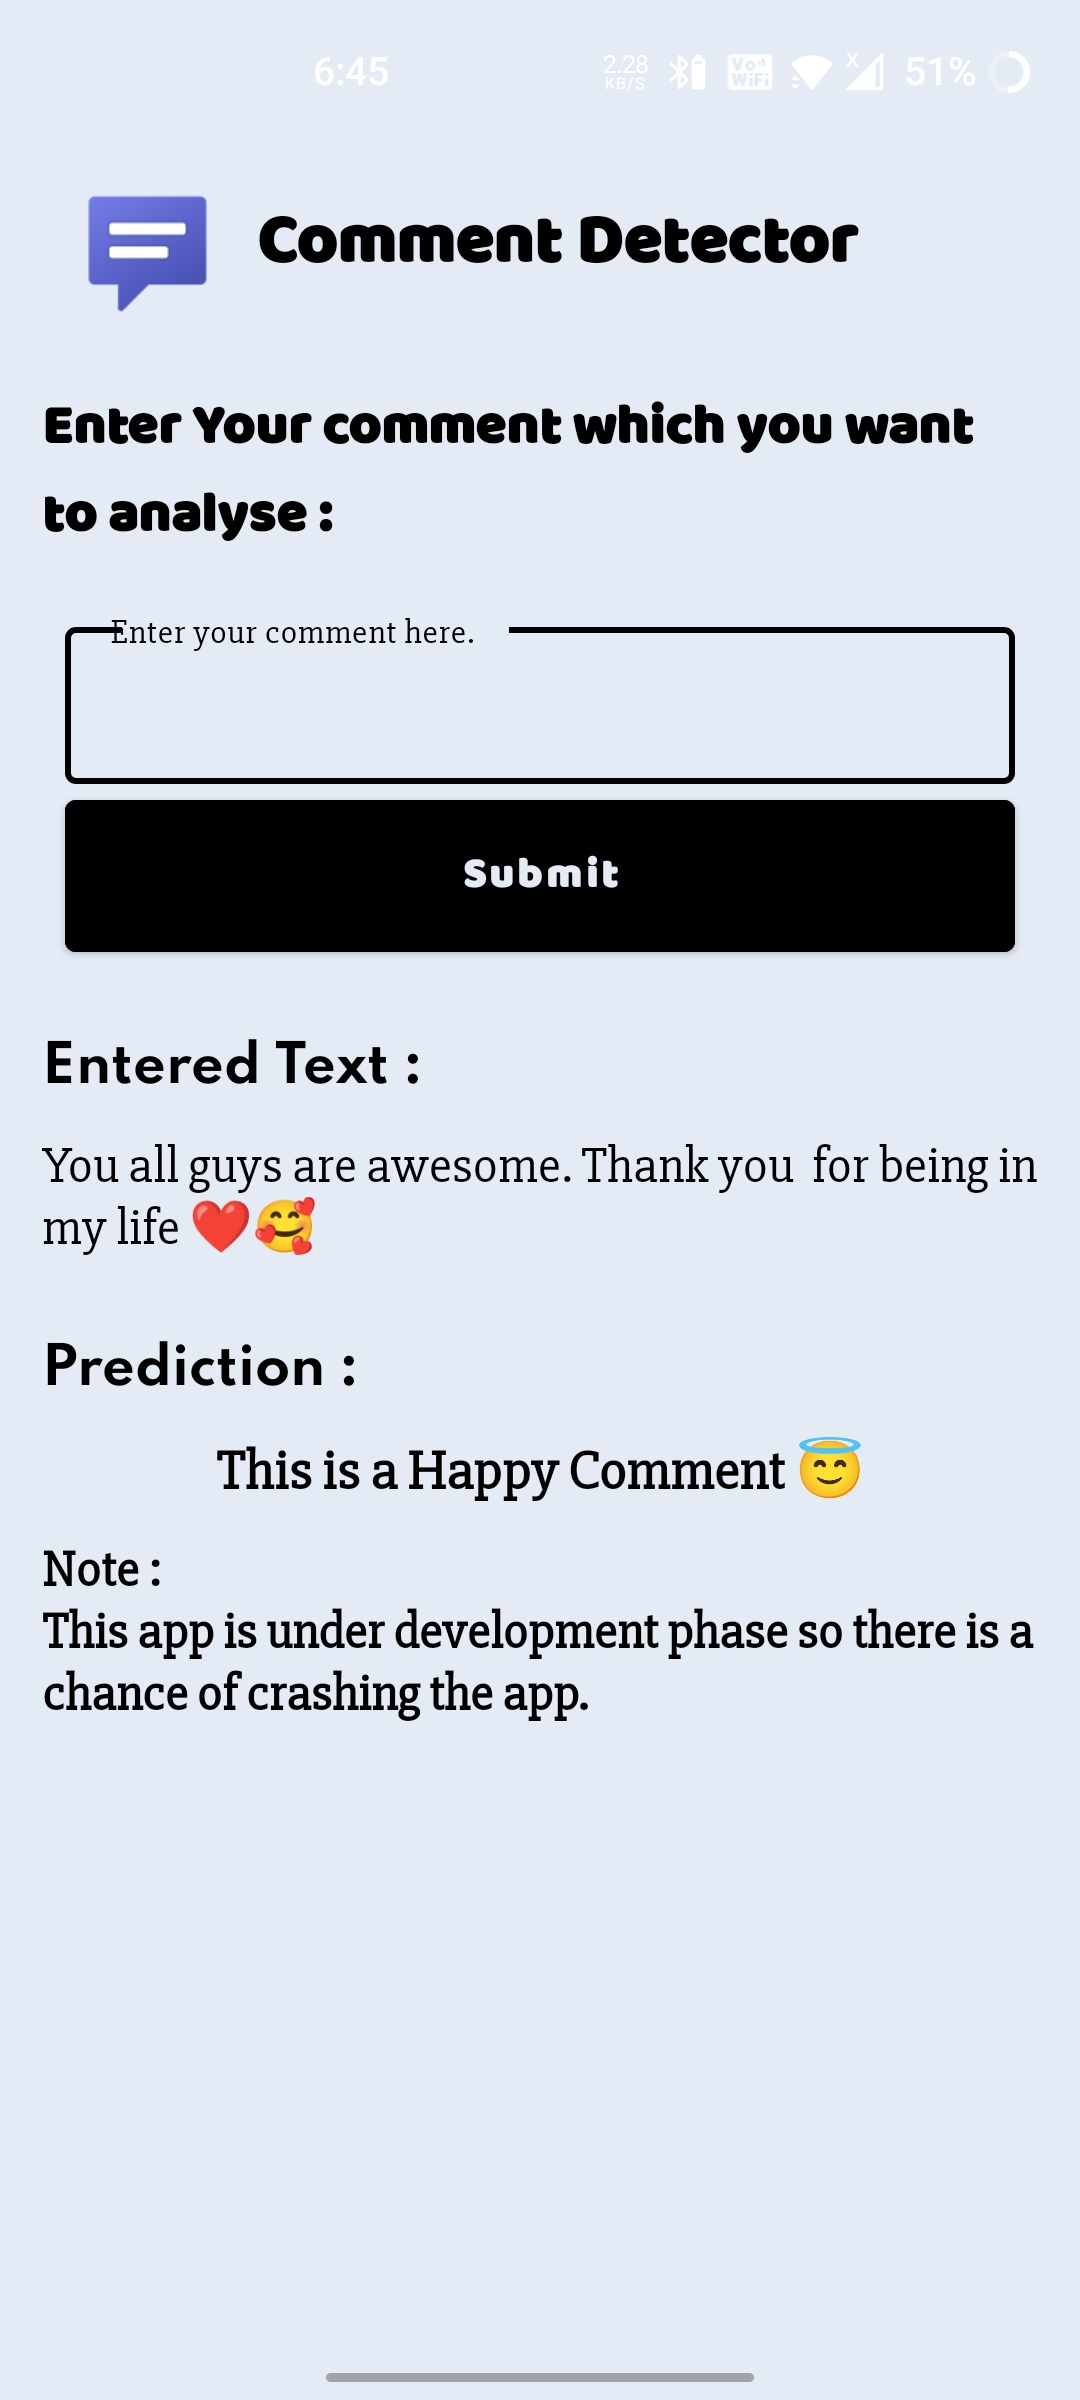 6:45
2.28
KB/S
Vo
WiFi
X
51%
Comment Detector
Enter Your comment which you want
to analyse :
Enter your comment here.
Submit
Entered Text :
You all guys are awesome. Thank you  for being in
my life ❤️🥰
Prediction :
This is a Happy Comment 😇
Note :
This app is under development phase so there is a
chance of crashing the app.